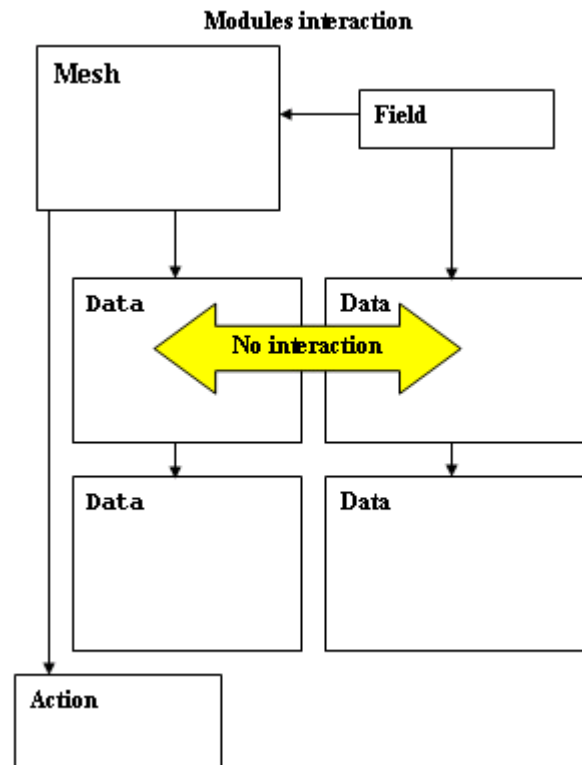 Modules interaction
Mesh
Field
Data
Data
No interaction
Data
Data
Action